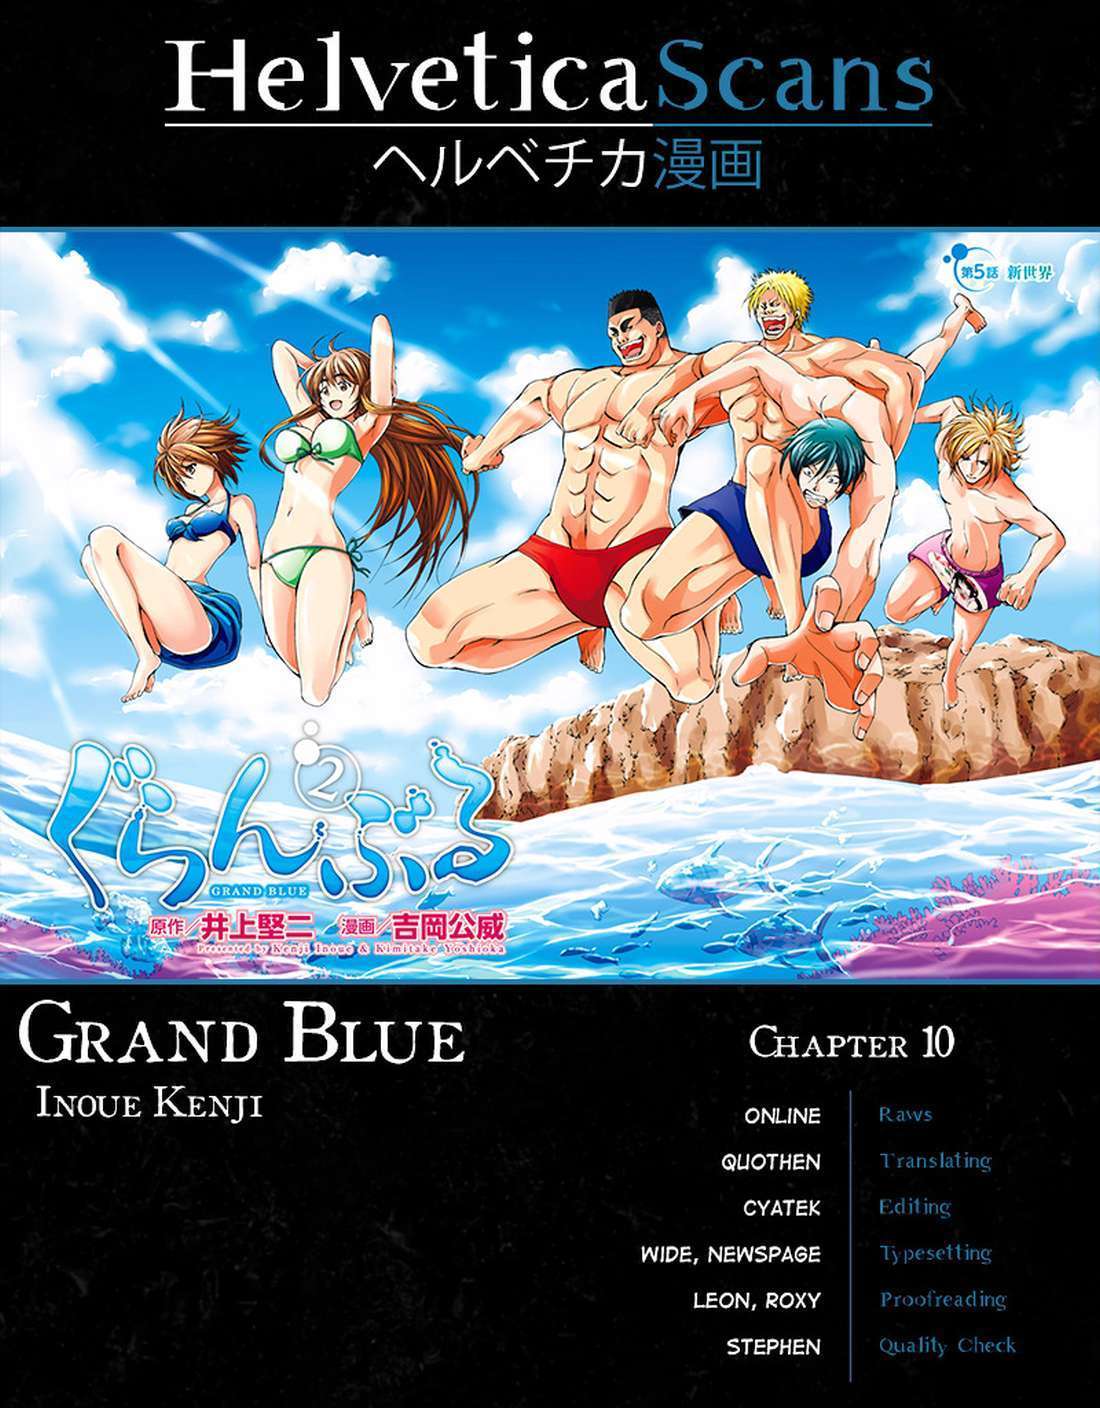 HelveticaScans
ヘルベチカ漫画
第5話 新世界
2
ぐらんぶる
GRAND BLUE
原作/井上堅二 漫画/吉岡公威
Presented by Kenji Inoue & Kimitake Yoshioka
GRAND BLUE
INOUE KENJI
CHAPTER 10
ONLINE Raws
QUOTHEN Translating
CYATEK Editing
WIDE, NEWSPAGE Typesetting
LEON, ROXY Proofreading
STEPHEN Quality Check